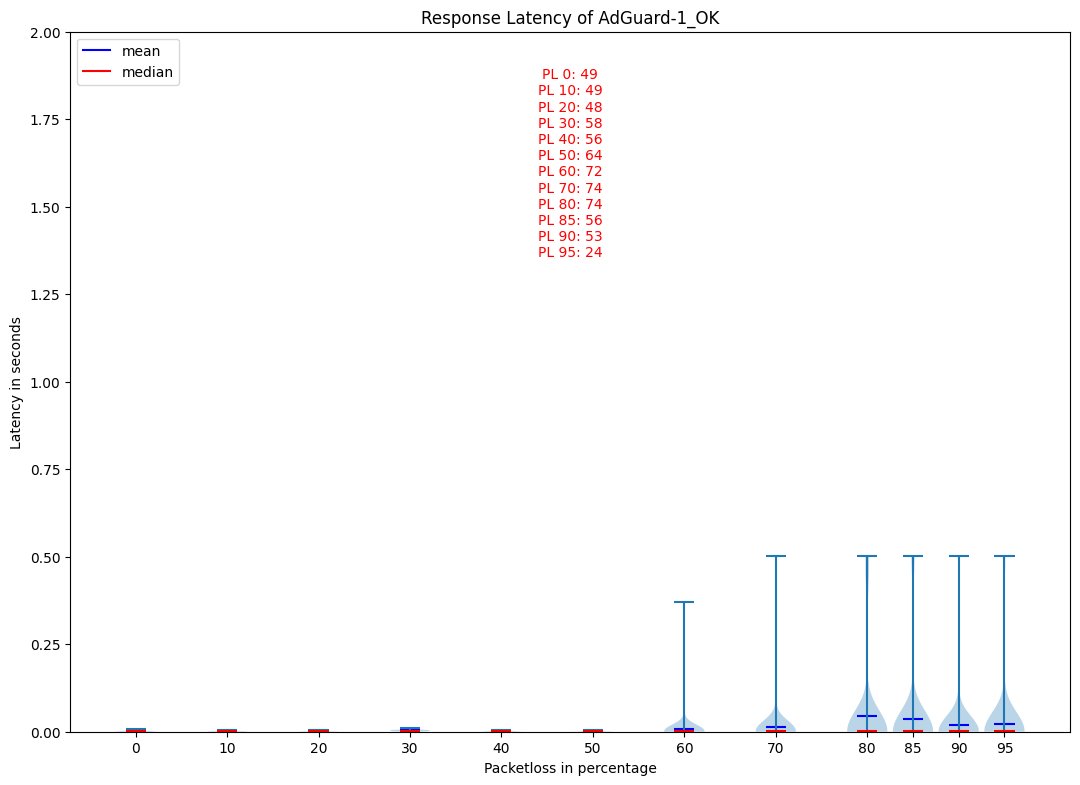 Response Latency of AdGuard-1_OK
mean
median
PL 0: 49
PL 10: 49
PL 20: 48
PL 30: 58
PL 40: 56
PL 50: 64
PL 60: 72
PL 70: 74
PL 80: 74
PL 85: 56
PL 90: 53
PL 95: 24
Latency in seconds
2.00
1.75
1.50
1.25
1.00
0.75
0.50
0.25
0.00
0 10 20 30 40 50 60 70 80 85 90 95
Packetloss in percentage